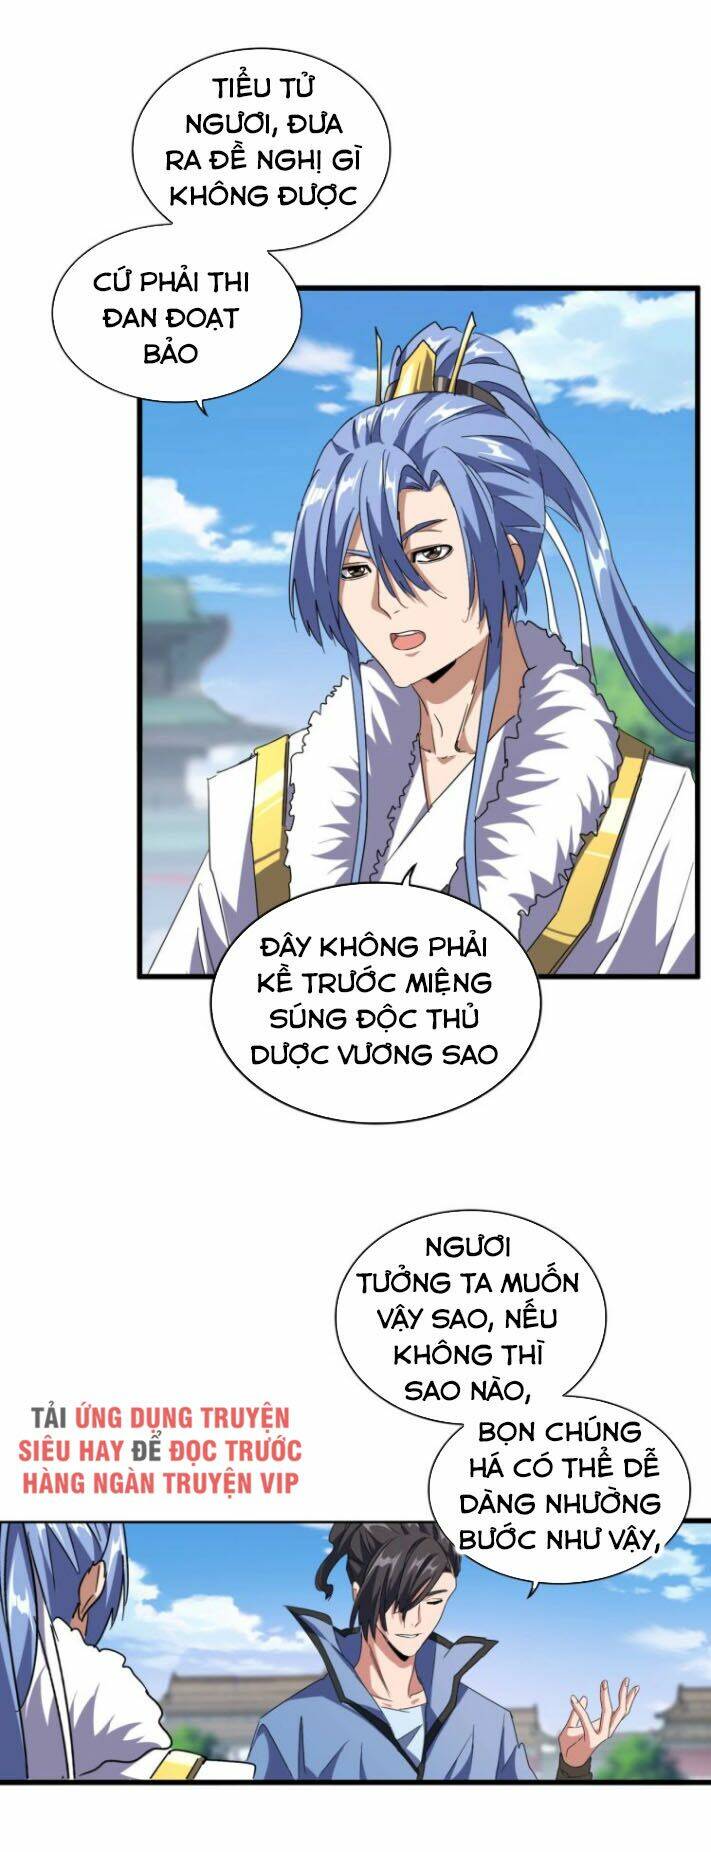 TIỂU TỬ
NGƯƠI, ĐƯA
RA ĐỀ NGHỊ GÌ
KHÔNG ĐƯỢC
CỨ PHẢI THI
ĐAN ĐOẠT
BẢO
ĐÂY KHÔNG PHẢI
KỀ TRƯỚC MIỆNG
SÚNG ĐỘC THỦ
DƯỢC VƯƠNG SAO
NGƯƠI
TƯỞNG TA MUỐN
VẬY SAO, NẾU
KHÔNG THÌ
SAO NÀO,
BỌN CHÚNG
HÁ CÓ THỂ DỄ
DÀNG NHƯỜNG
BƯỚC NHƯ VẬY,
TẢI ỨNG DỤNG TRUYỆN
SIÊU HAY ĐỂ ĐỌC TRƯỚC
HÀNG NGÀN TRUYỆN VIP